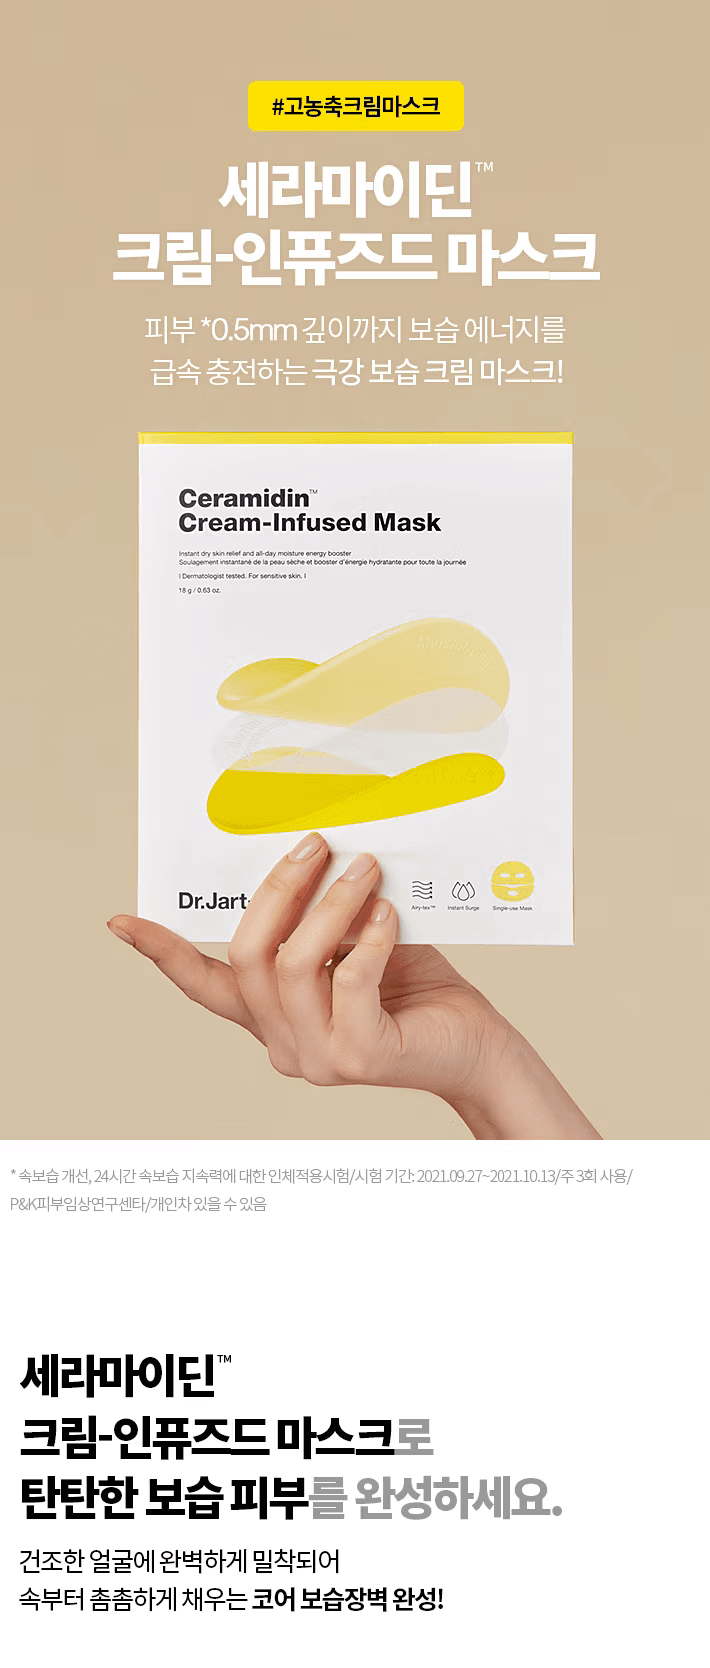 #고농축크림마스크
세라마이딘™
크림-인퓨즈드 마스크
피부 *0.5mm 깊이까지 보습 에너지를
급속 충전하는 극강 보습 크림 마스크!
Ceramidin™
Cream-Infused Mask
Instant dry skin relief and all-day moisture energy booster
Soulagement instantané de la peau sèche et booster d'énergie hydratante pour toute la journée
I Dermatologist tested. For sensitive skin. I
18 g / 0.63 oz.
Dr.Jart+
Airy-tex™ Instant Surge Single-use Mask
* 속보습 개선, 24시간 속보습 지속력에 대한 인체적용시험/시험 기간: 2021.09.27~2021.10.13/주 3회 사용/
P&K피부임상연구센타/개인차 있을 수 있음
세라마이딘™
크림-인퓨즈드 마스크로
탄탄한 보습 피부를 완성하세요.
건조한 얼굴에 완벽하게 밀착되어
속부터 촘촘하게 채우는 코어 보습장벽 완성!